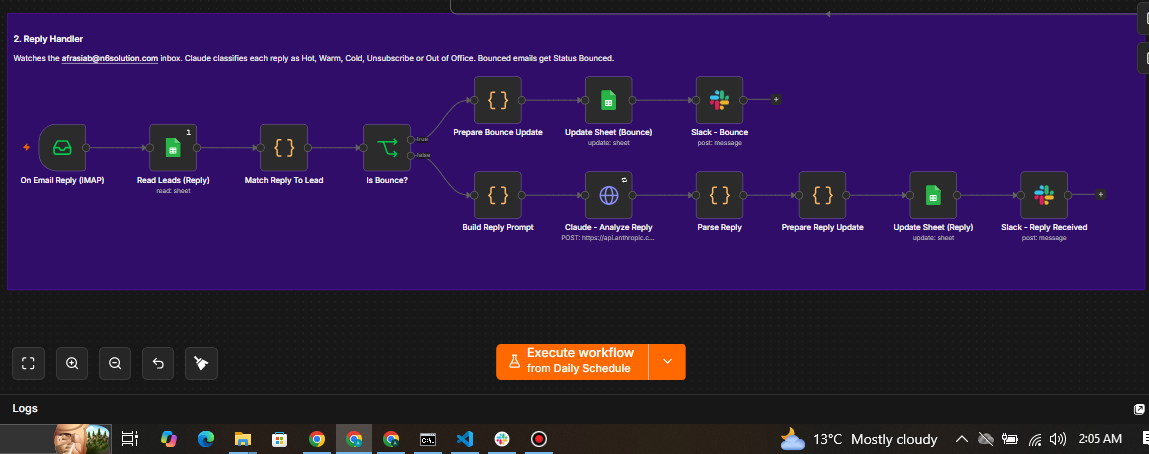 2. Reply Handler
Watches the afrasiab@n6solution.com inbox. Claude classifies each reply as Hot, Warm, Cold, Unsubscribe or Out of Office. Bounced emails get Status Bounced.
Prepare Bounce Update
Update Sheet (Bounce)
update: sheet
Slack - Bounce
post: message
On Email Reply (IMAP)
1
Read Leads (Reply)
read: sheet
Match Reply To Lead
Is Bounce?
true
false
Build Reply Prompt
Claude - Analyze Reply
POST: https://api.anthropic.c...
Parse Reply
Prepare Reply Update
Update Sheet (Reply)
update: sheet
Slack - Reply Received
post: message
Execute workflow
from Daily Schedule
Logs
13°C Mostly cloudy
2:05 AM